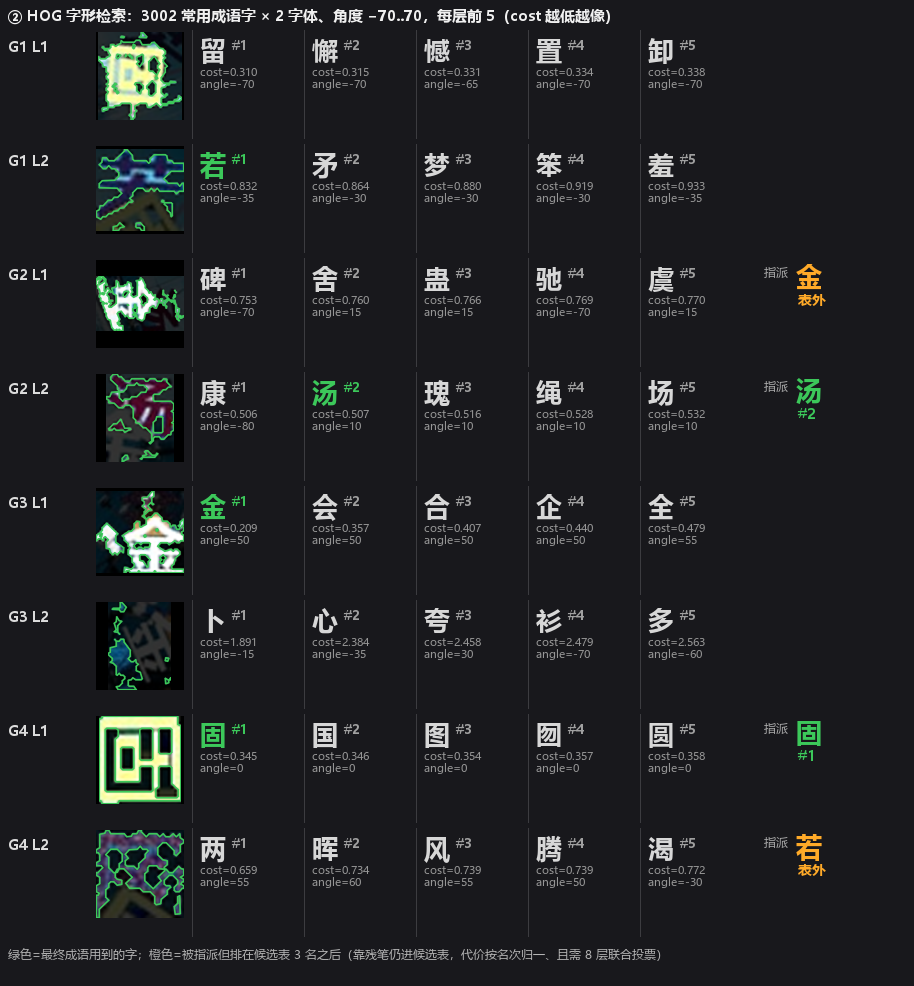 ② HOG 字形检索：3002 常用成语字 × 2 字体、角度 −70..70，每层前 5（cost 越低越像）
G1 L1 留 #1 懈 #2 憾 #3 置 #4 卸 #5
cost=0.310 cost=0.315 cost=0.331 cost=0.334 cost=0.338
angle=-70 angle=-70 angle=-65 angle=-70 angle=-70
G1 L2 若 #1 矛 #2 梦 #3 笨 #4 羞 #5
cost=0.832 cost=0.864 cost=0.880 cost=0.919 cost=0.933
angle=-35 angle=-30 angle=-30 angle=-30 angle=-35
G2 L1 碑 #1 舍 #2 蛊 #3 驰 #4 虞 #5 指派 金
cost=0.753 cost=0.760 cost=0.766 cost=0.769 cost=0.770 表外
angle=-70 angle=15 angle=15 angle=-70 angle=15
G2 L2 康 #1 汤 #2 瑰 #3 绳 #4 场 #5 指派 汤
cost=0.506 cost=0.507 cost=0.516 cost=0.528 cost=0.532 #2
angle=-80 angle=10 angle=10 angle=10 angle=10
G3 L1 金 #1 会 #2 合 #3 企 #4 全 #5
cost=0.209 cost=0.357 cost=0.407 cost=0.440 cost=0.479
angle=50 angle=50 angle=50 angle=50 angle=55
G3 L2 卜 #1 心 #2 夸 #3 衫 #4 多 #5
cost=1.891 cost=2.384 cost=2.458 cost=2.479 cost=2.563
angle=-15 angle=-35 angle=30 angle=-70 angle=-60
G4 L1 固 #1 国 #2 图 #3 囫 #4 圆 #5 指派 固
cost=0.345 cost=0.346 cost=0.354 cost=0.357 cost=0.358 #1
angle=0 angle=0 angle=0 angle=0 angle=0
G4 L2 两 #1 晖 #2 风 #3 腾 #4 渴 #5 指派 若
cost=0.659 cost=0.734 cost=0.739 cost=0.739 cost=0.772 表外
angle=55 angle=60 angle=55 angle=50 angle=-30
绿色=最终成语用到的字；橙色=被指派但排在候选表 3 名之后（靠残笔仍进候选表，代价按名次归一、且需 8 层联合投票）